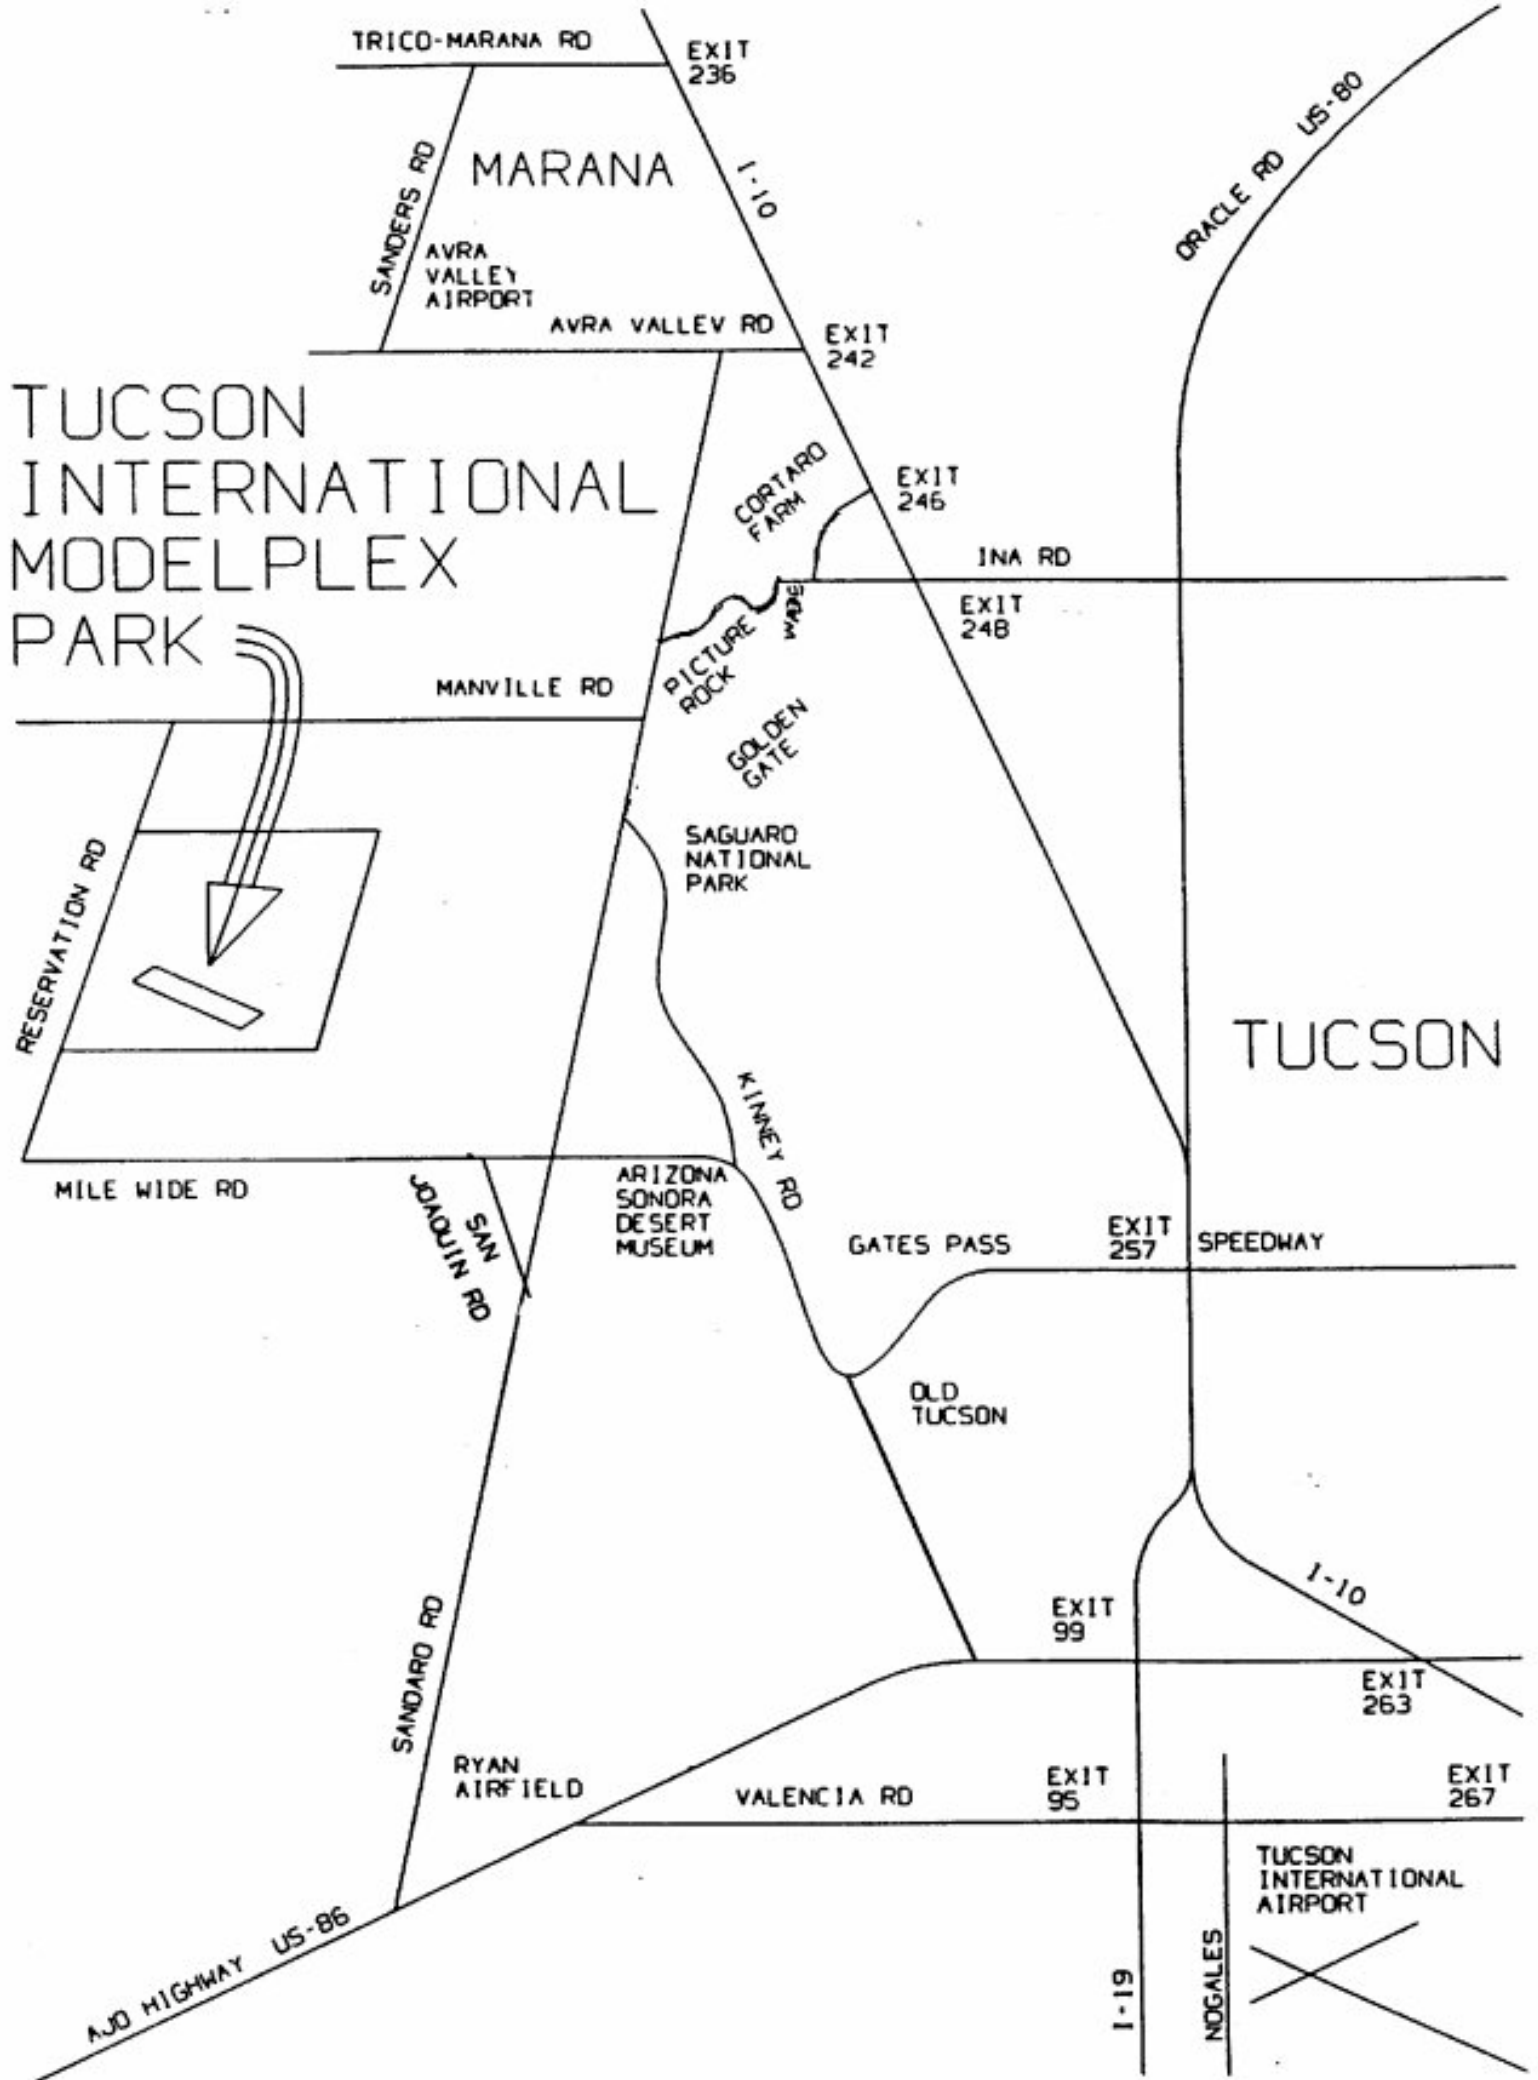 TRICO-MARANA RD
EXIT
236
ORACLE RD US-80
MARANA
I-10
SANDERS RD
AVRA
VALLEY
AIRPORT
AVRA VALLEV RD
EXIT
242
TUCSON
INTERNATIONAL
MODELPLEX
PARK
CORTARO
FARM
EXIT
246
INA RD
EXIT
248
WADE
PICTURE
ROCK
MANVILLE RD
GOLDEN
GATE
SAGUARO
NATIONAL
PARK
RESERVATION RD
TUCSON
KINNEY RD
MILE WIDE RD
SAN
JOAQUIN RD
ARIZONA
SONORA
DESERT
MUSEUM
GATES PASS
EXIT
257
SPEEDWAY
OLD
TUCSON
I-10
EXIT
99
SANDARO RD
EXIT
263
RYAN
AIRFIELD
VALENCIA RD
EXIT
95
EXIT
267
TUCSON
INTERNATIONAL
AIRPORT
AJO HIGHWAY US-86
I-19
NOGALES